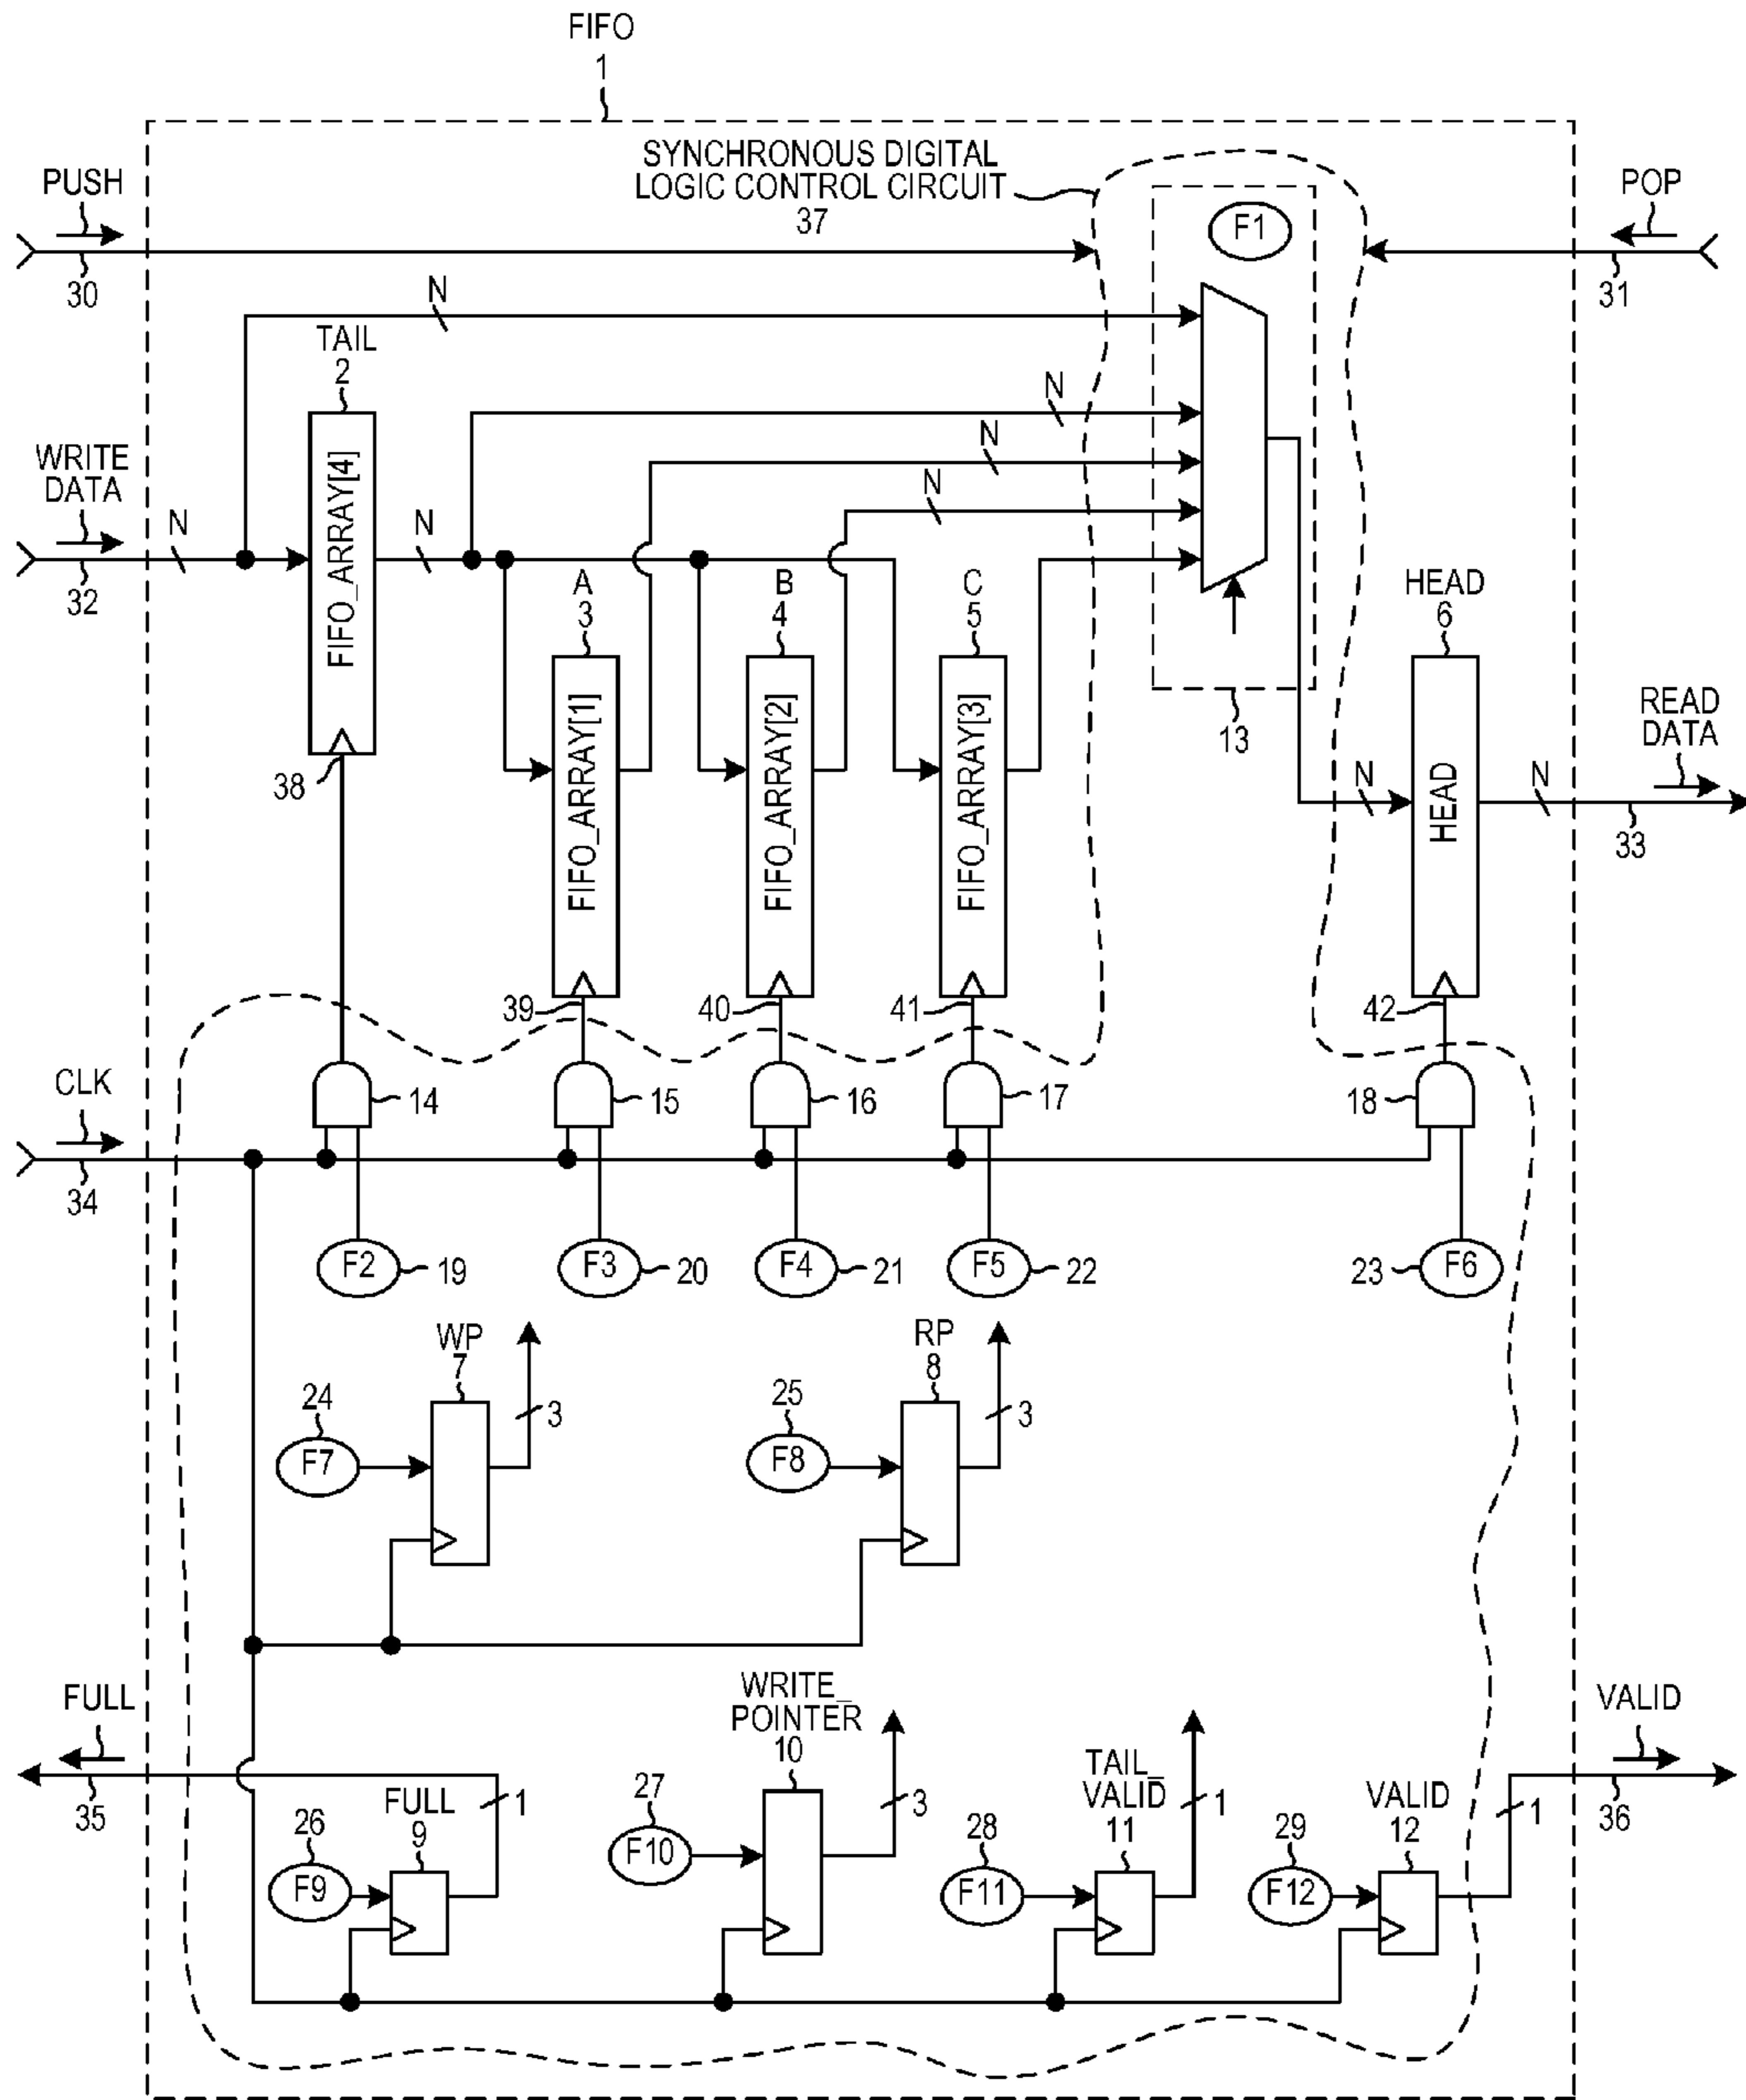 FIFO
1
SYNCHRONOUS DIGITAL
LOGIC CONTROL CIRCUIT
37
PUSH
30
POP
31
F1
N
TAIL
2
N
N
N
WRITE
DATA
32
N
FIFO_ARRAY[4]
N
38
A
3
FIFO_ARRAY[1]
39
B
4
FIFO_ARRAY[2]
40
C
5
FIFO_ARRAY[3]
41
13
HEAD
6
HEAD
42
N
N
READ
DATA
33
CLK
34
14
15
16
17
18
F2
19
F3
20
F4
21
F5
22
23
F6
WP
7
24
F7
3
RP
8
25
F8
3
FULL
35
26
F9
FULL
9
1
WRITE_
POINTER
10
27
F10
3
TAIL_
VALID
11
28
F11
1
VALID
12
29
F12
1
VALID
36